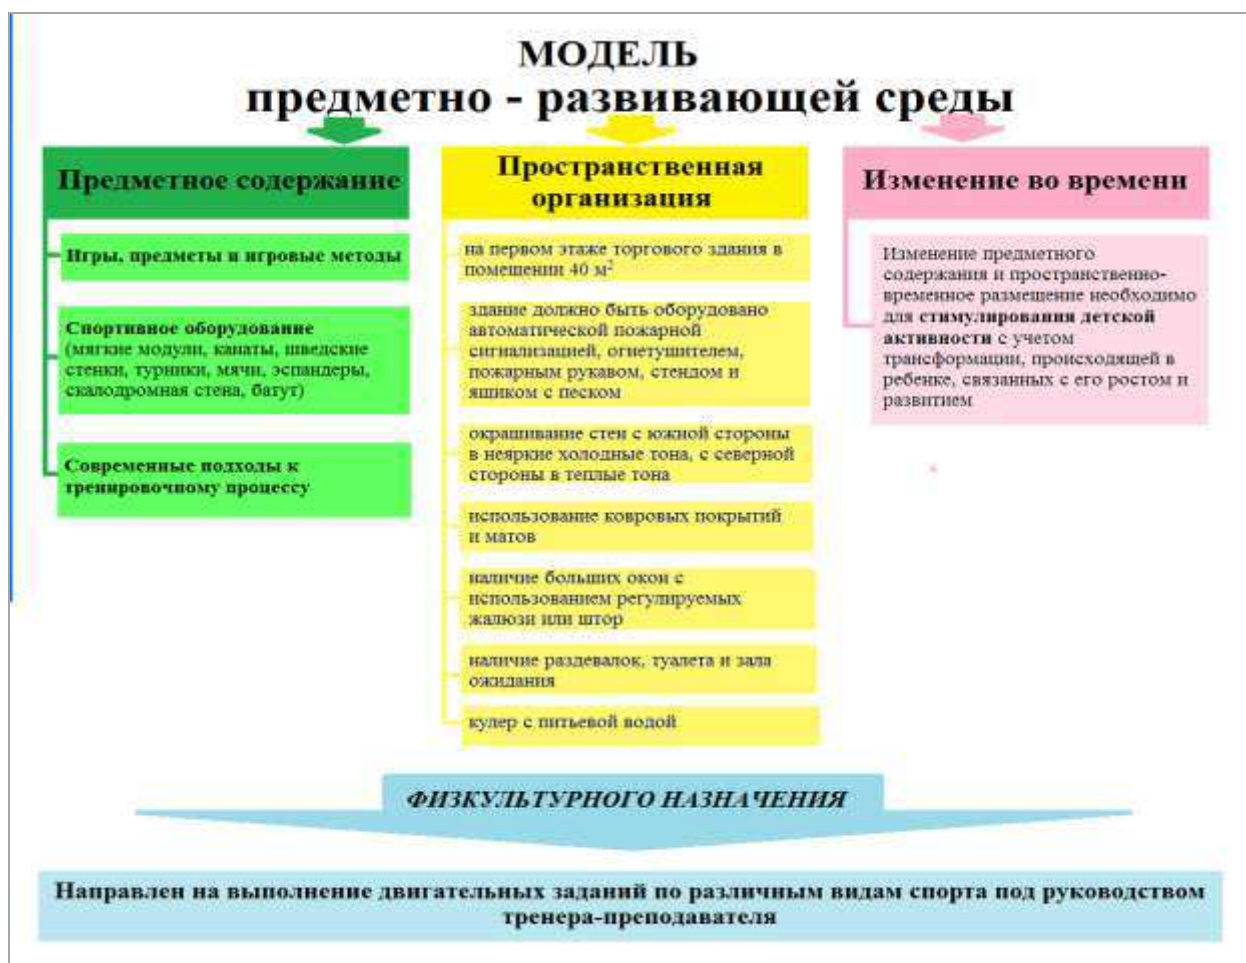 МОДЕЛЬ
предметно - развивающей среды
Предметное содержание
Игры, предметы и игровые методы
Спортивное оборудование
(мягкие модули, канаты, шведские
стенки, турники, мячи, эспандеры,
скалодромная стена, батут)
Современные подходы к
тренировочному процессу
Пространственная
организация
на первом этаже торгового здания в
помещении 40 м²
здание должно быть оборудовано
автоматической пожарной
сигнализацией, огнетушителем,
пожарным рукавом, стендом и
ящиком с песком
окрашивание стен с южной стороны
в неяркие холодные тона, с северной
стороны в теплые тона
использование ковровых покрытий
и матов
наличие больших окон с
использованием регулируемых
жалюзи или штор
наличие раздевалок, туалета и зала
ожидания
кулер с питьевой водой
Изменение во времени
Изменение предметного
содержания и пространственно-
временное размещение необходимо
для стимулирования детской
активности с учетом
трансформации, происходящей в
ребенке, связанных с его ростом и
развитием
ФИЗКУЛЬТУРНОГО НАЗНАЧЕНИЯ
Направлен на выполнение двигательных заданий по различным видам спорта под руководством
тренера-преподавателя